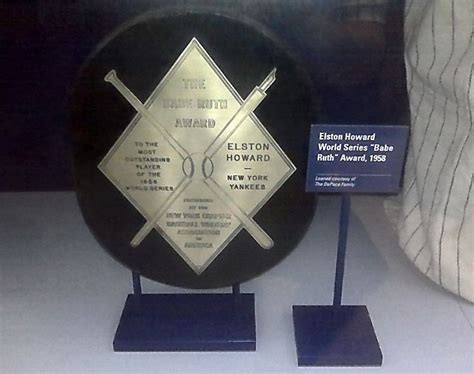 THE
BABE RUTH
AWARD
TO THE
MOST
OUTSTANDING
PLAYER
OF THE
1958
WORLD SERIES
ELSTON
HOWARD
—
NEW YORK
YANKEES
PRESENTED
BY THE
NEW YORK CHAPTER
BASEBALL WRITERS'
ASSOCIATION
OF
AMERICA
Elston Howard
World Series "Babe
Ruth" Award, 1958
Loaned courtesy of
The DaPace Family